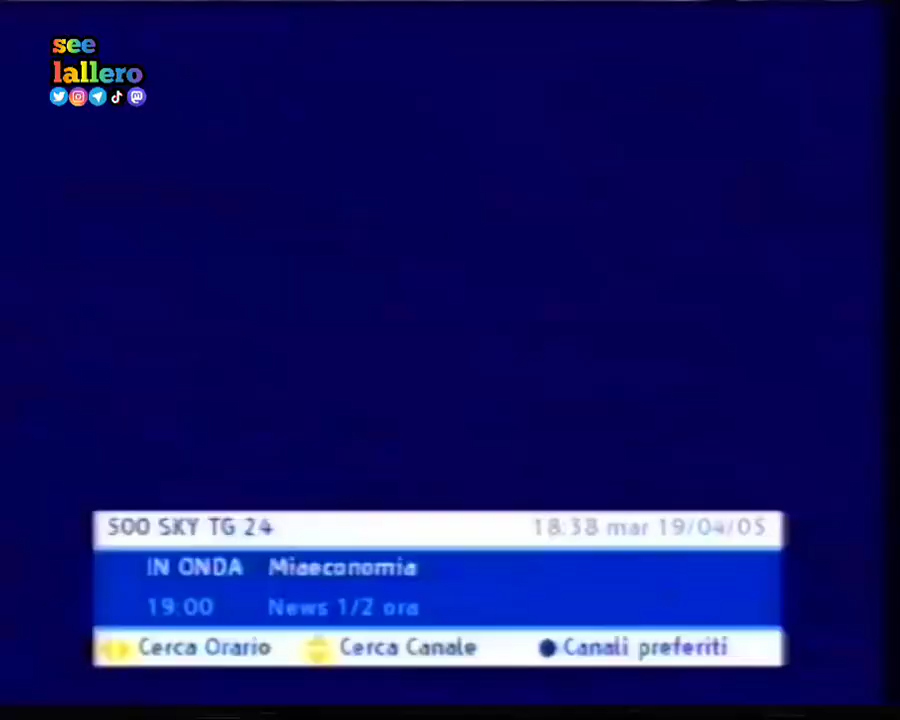 see
lallero
500 SKY TG 24 18:38 mar 19/04/05
IN ONDA Miaeconomia
19:00 News 1/2 ora
Cerca Orario Cerca Canale Canali preferiti